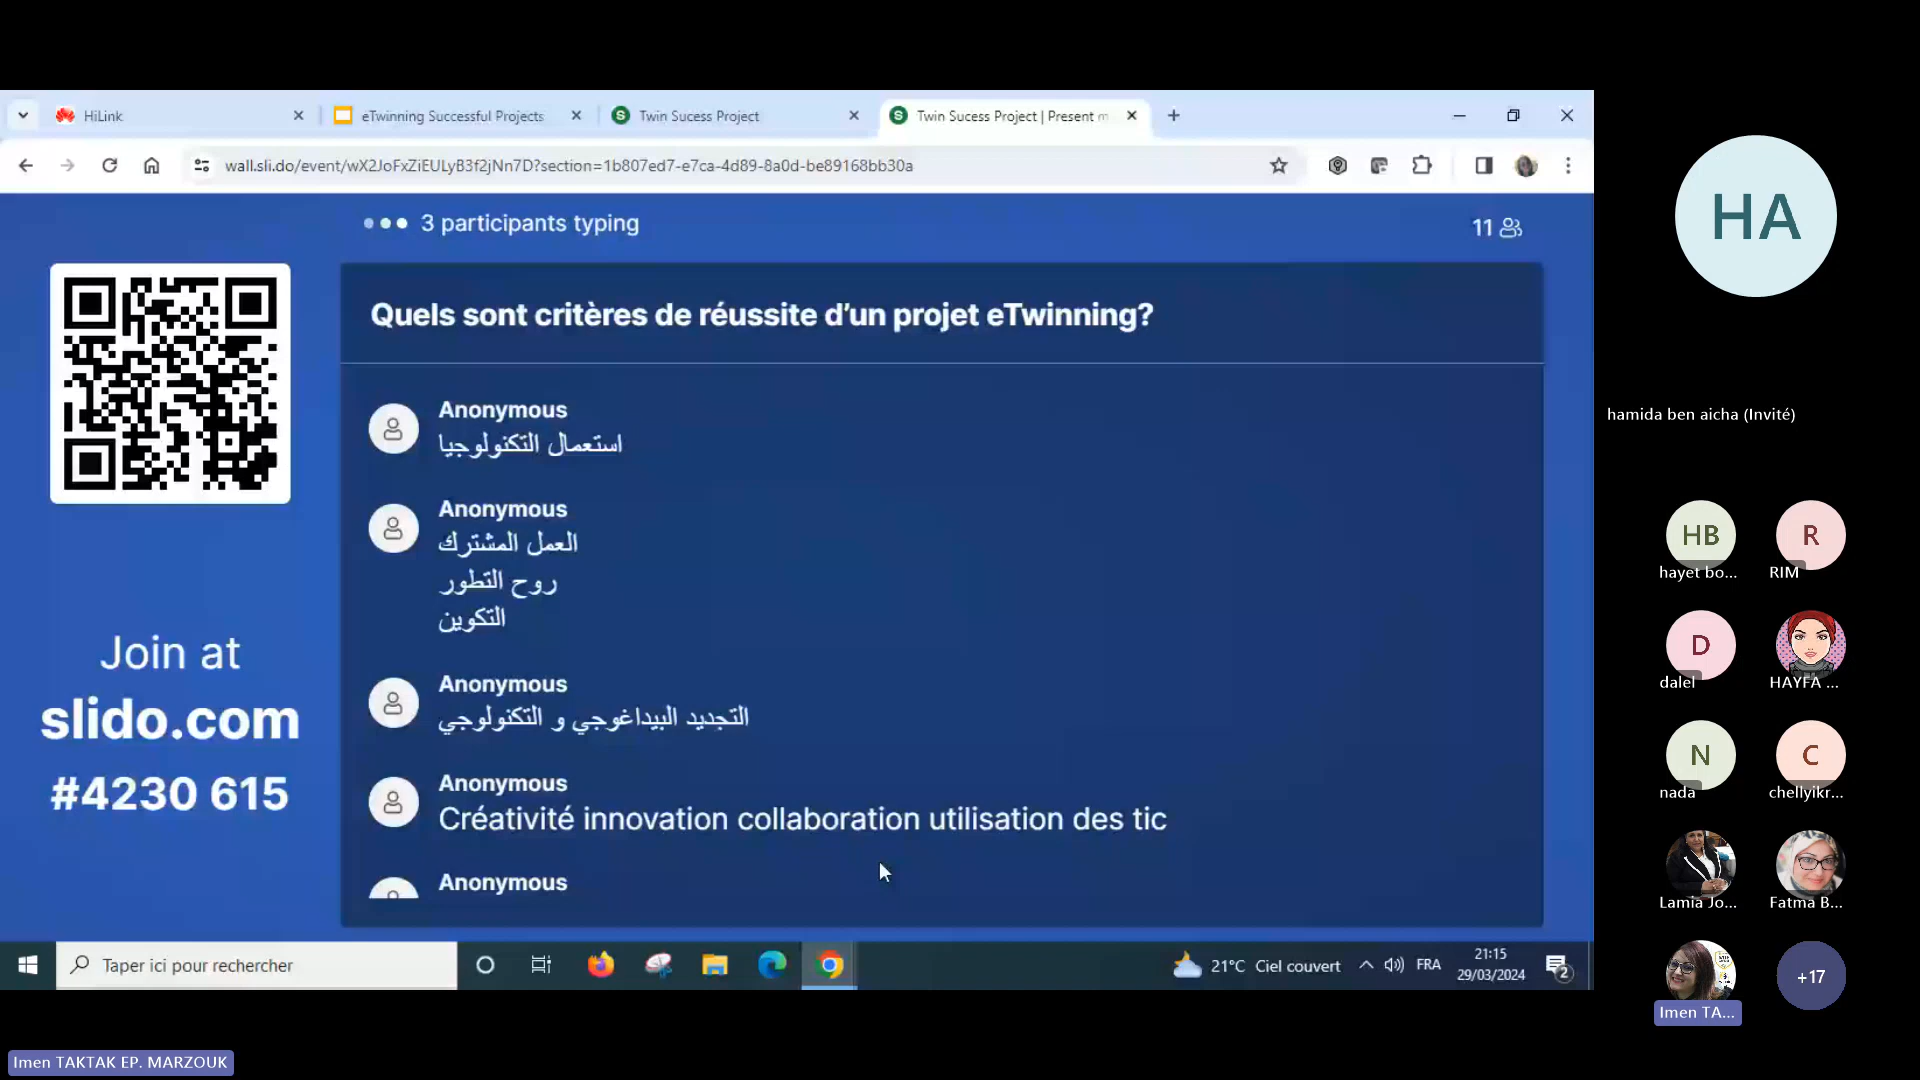 HiLink
eTwinning Successful Projects
Twin Sucess Project
Twin Sucess Project | Present m
wall.sli.do/event/wX2JoFxZiEULyB3f2jNn7D?section=1b807ed7-e7ca-4d89-8a0d-be89168bb30a
3 participants typing
11
Quels sont critères de réussite d'un projet eTwinning?
Anonymous
استعمال التكنولوجيا
Anonymous
العمل المشترك
روح التطور
التكوين
Anonymous
التجديد البيداغوجي و التكنولوجي
Anonymous
Créativité innovation collaboration utilisation des tic
Anonymous
Join at
slido.com
#4230 615
Taper ici pour rechercher
21°C Ciel couvert
FRA
21:15
29/03/2024
2
HA
hamida ben aicha (Invité)
HB
hayet bo...
R
RIM
D
dalel
HAYFA ...
N
nada
C
chellyikr...
Lamia Jo...
Fatma B...
Imen TA...
+17
Imen TAKTAK EP. MARZOUK